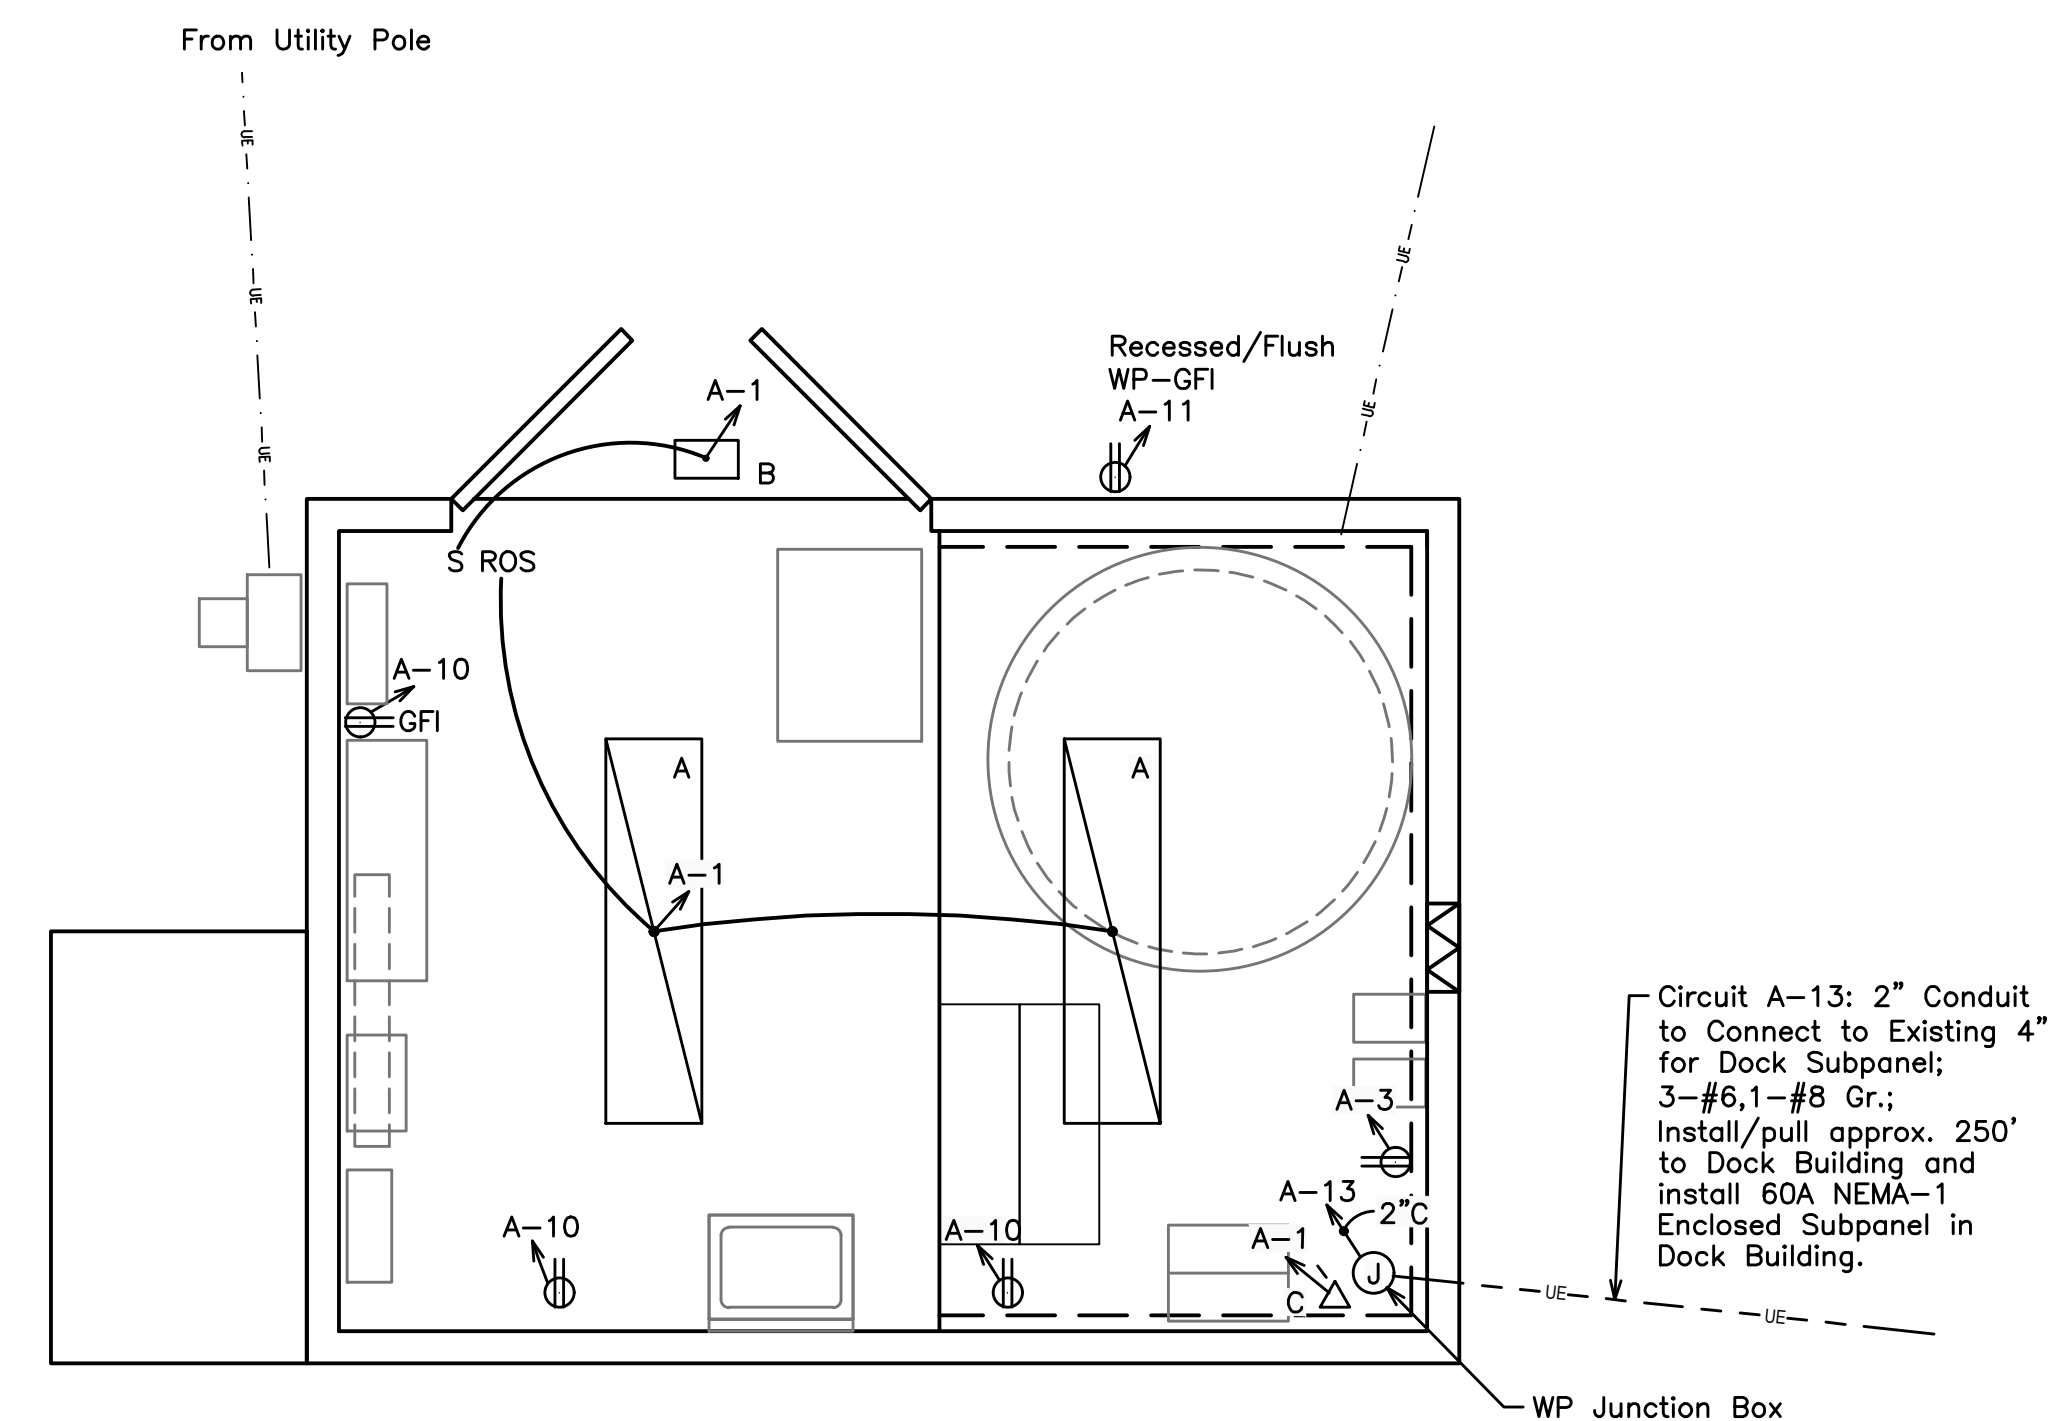 From Utility Pole
UE
UE
UE
UE
UE
Recessed/Flush
WP-GFI
A-11
A-1
B
S ROS
A-10
GFI
A
A
A-1
Circuit A-13: 2" Conduit
to Connect to Existing 4"
for Dock Subpanel;
3-#6,1-#8 Gr.;
Install/pull approx. 250'
to Dock Building and
install 60A NEMA-1
Enclosed Subpanel in
Dock Building.
A-3
A-13
2"C
A-10
A-10
A-1
J
C
UE
UE
WP Junction Box